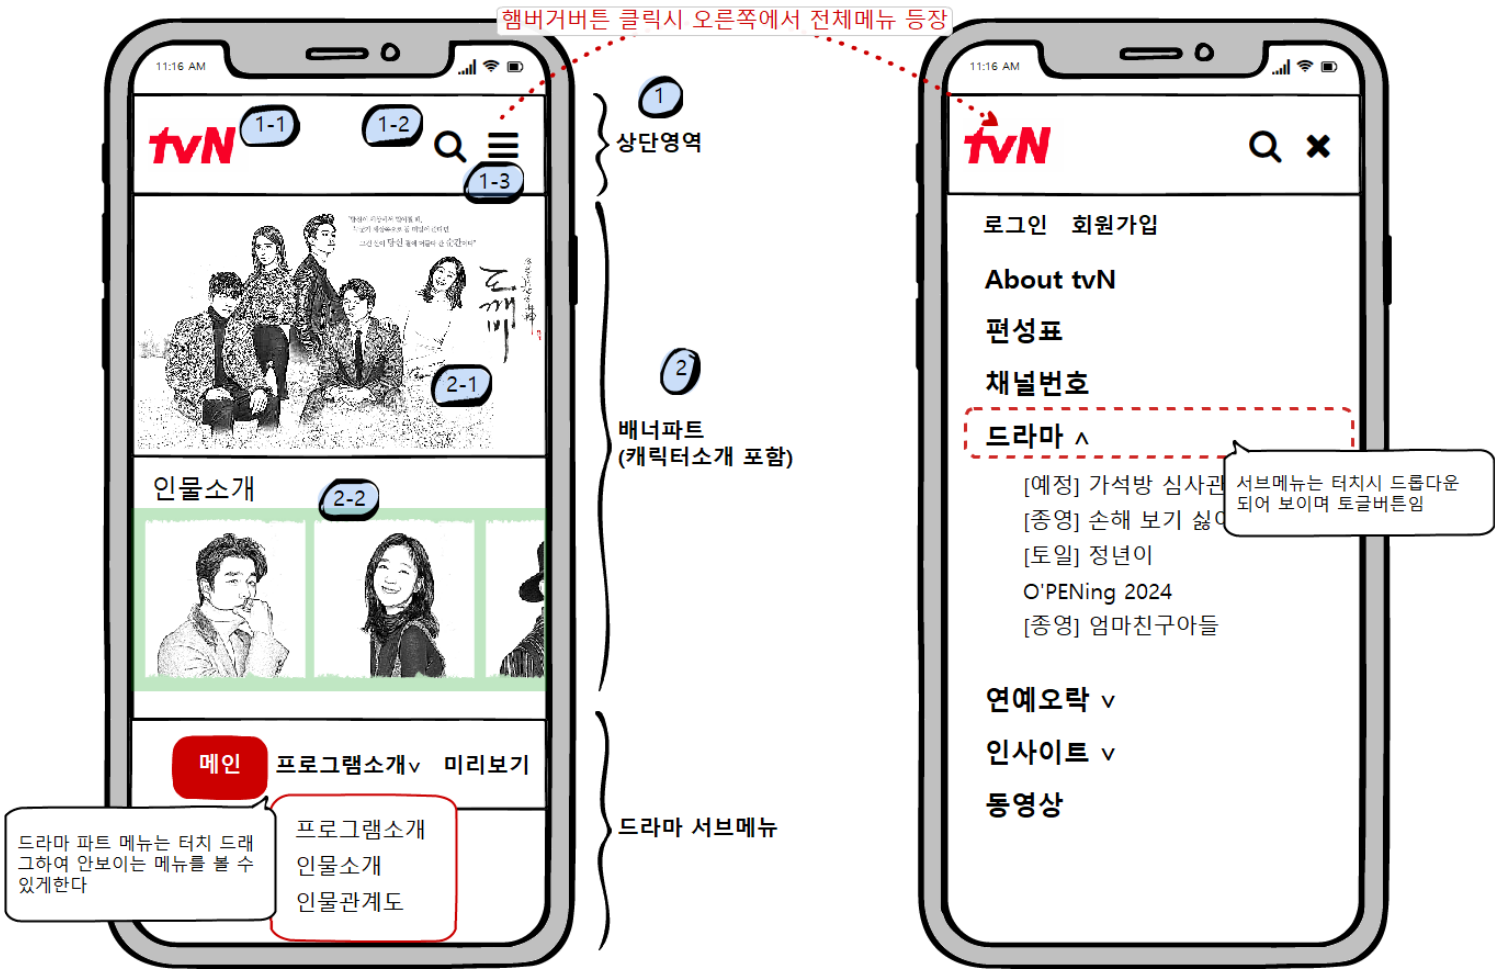 햄버거버튼 클릭시 오른쪽에서 전체메뉴 등장
11:16 AM
tvN
1-1
1-2
1-3
1
상단영역
당신
순간
도깨비
2-1
2
배너파트
(캐릭터소개 포함)
인물소개
2-2
메인
프로그램소개v
미리보기
프로그램소개
인물소개
인물관계도
드라마 파트 메뉴는 터치 드래
그하여 안보이는 메뉴를 볼 수
있게한다
드라마 서브메뉴
11:16 AM
tvN
로그인 회원가입
About tvN
편성표
채널번호
드라마 ʌ
[예정] 가석방 심사관
[종영] 손해 보기 싫
[토일] 정년이
O'PENing 2024
[종영] 엄마친구아들
서브메뉴는 터치시 드롭다운
되어 보이며 토글버튼임
연예오락 v
인사이트 v
동영상